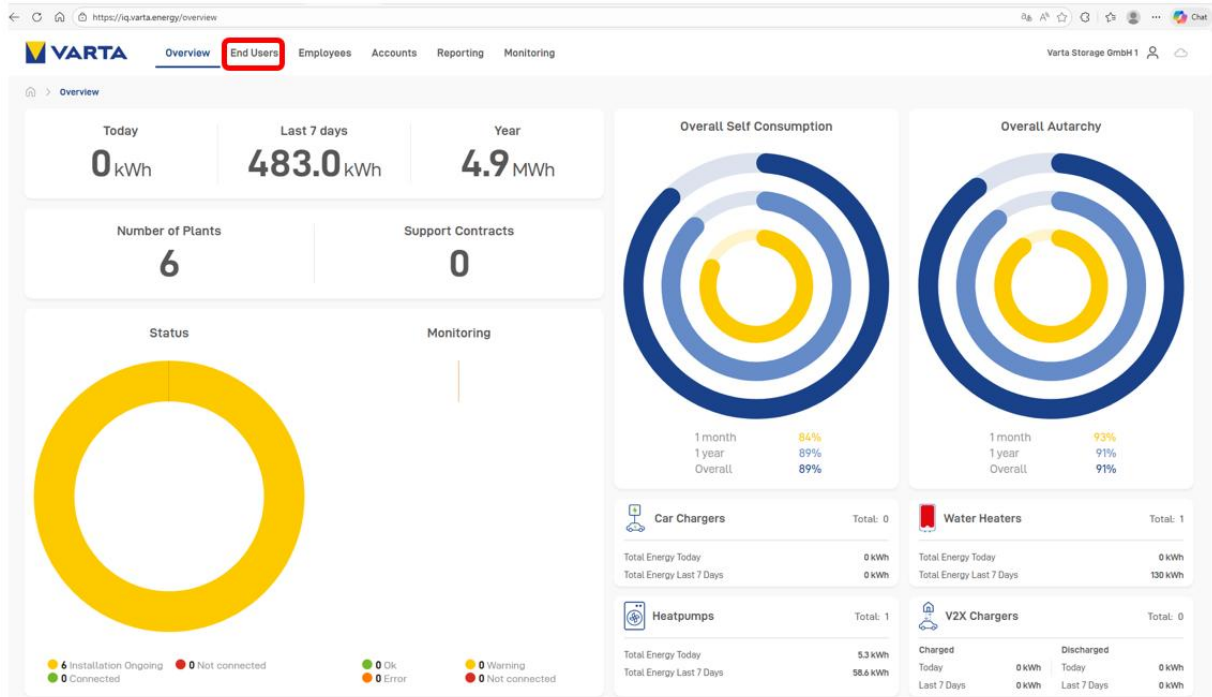 https://iq.varta.energy/overview
Chat
VARTA
Overview
End Users
Employees
Accounts
Reporting
Monitoring
Varta Storage GmbH 1
Overview
Today
0 kWh
Last 7 days
483.0 kWh
Year
4.9 MWh
Number of Plants
6
Support Contracts
0
Status
6 Installation Ongoing
0 Not connected
0 Connected
Monitoring
0 Ok
0 Warning
0 Error
0 Not connected
Overall Self Consumption
1 month 84%
1 year 89%
Overall 89%
Overall Autarchy
1 month 93%
1 year 91%
Overall 91%
Car Chargers Total: 0
Total Energy Today 0 kWh
Total Energy Last 7 Days 0 kWh
Water Heaters Total: 1
Total Energy Today 0 kWh
Total Energy Last 7 Days 130 kWh
Heatpumps Total: 1
Total Energy Today 5.3 kWh
Total Energy Last 7 Days 58.6 kWh
V2X Chargers Total: 0
Charged Discharged
Today 0 kWh Today 0 kWh
Last 7 Days 0 kWh Last 7 Days 0 kWh